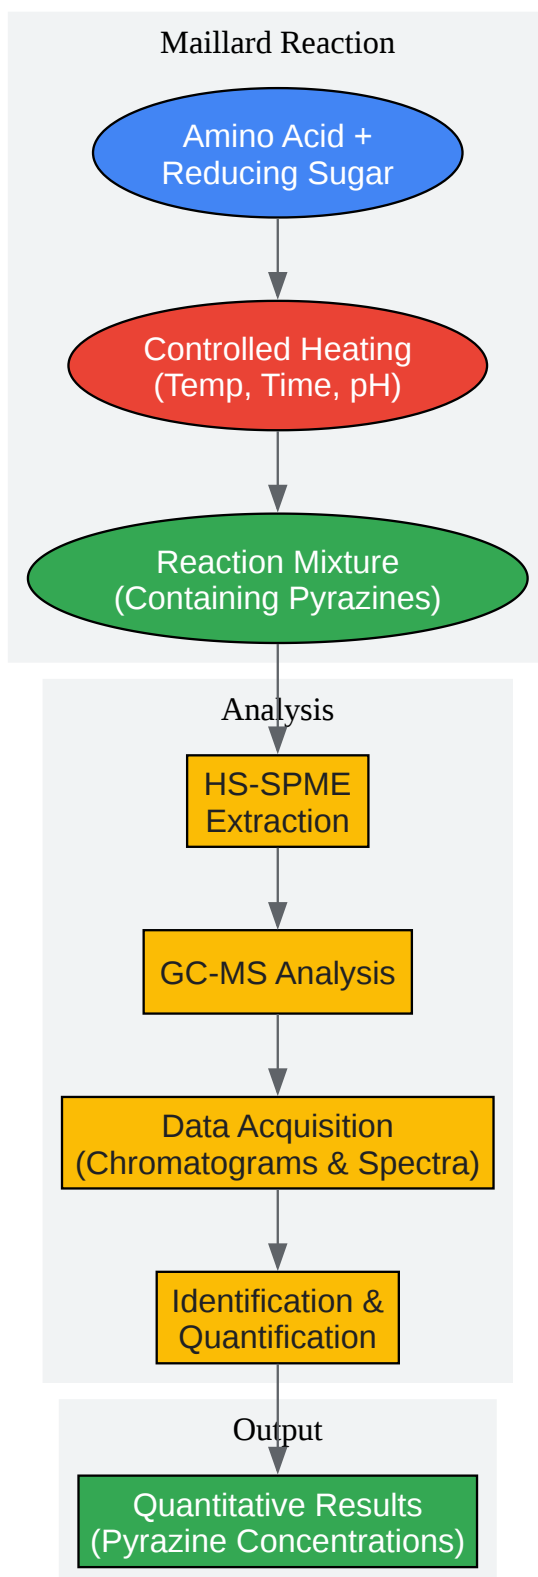 Maillard Reaction
Amino Acid +
Reducing Sugar
Controlled Heating
(Temp, Time, pH)
Reaction Mixture
(Containing Pyrazines)
Analysis
HS-SPME
Extraction
GC-MS Analysis
Data Acquisition
(Chromatograms & Spectra)
Identification &
Quantification
Output
Quantitative Results
(Pyrazine Concentrations)